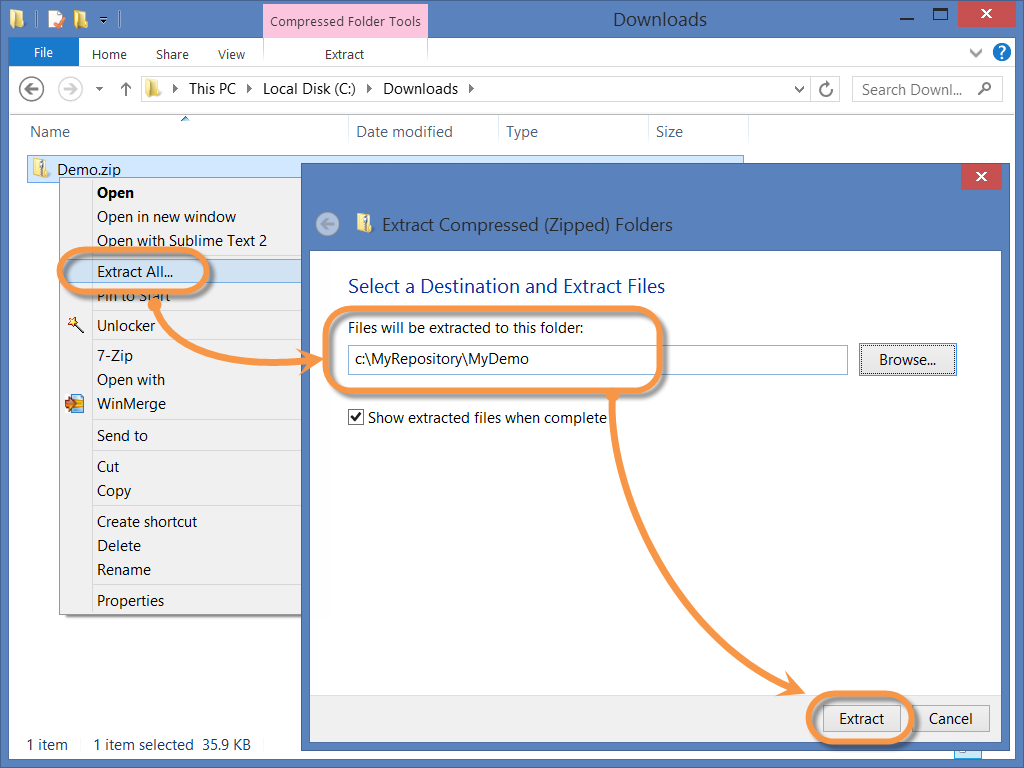 Compressed Folder Tools
Downloads
File
Home
Share
View
Extract
This PC
Local Disk (C:)
Downloads
Search Downl...
Name
Date modified
Type
Size
Demo.zip
Open
Open in new window
Open with Sublime Text 2
Extract All...
Pin to Start
Unlocker
7-Zip
Open with
WinMerge
Send to
Cut
Copy
Create shortcut
Delete
Rename
Properties
Extract Compressed (Zipped) Folders
Select a Destination and Extract Files
Files will be extracted to this folder:
c:\MyRepository\MyDemo
Browse...
Show extracted files when complete
Extract
Cancel
1 item
1 item selected 35.9 KB